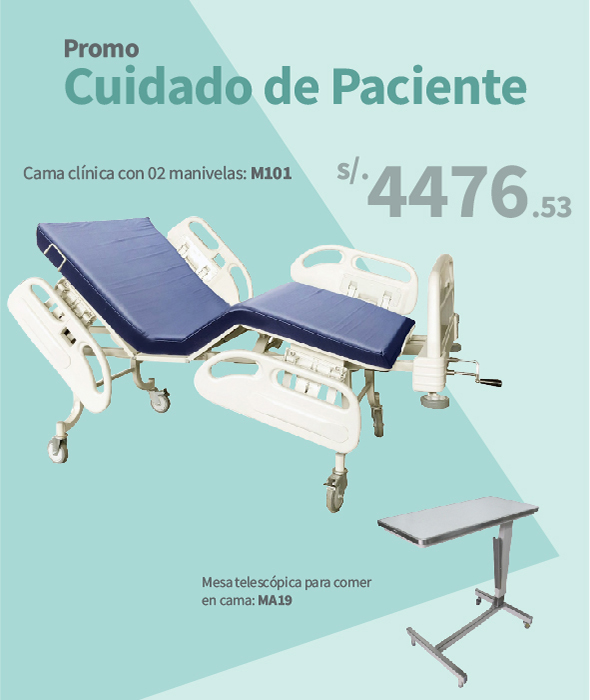 Promo
Cuidado de Paciente
Cama clínica con 02 manivelas: M101
s/. 4476.53
Mesa telescópica para comer
en cama: MA19